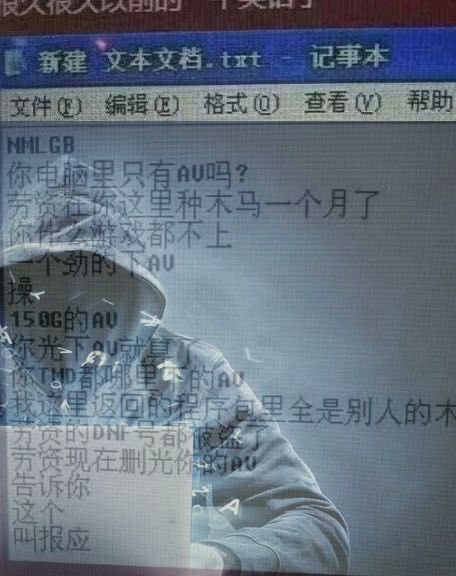 很久很久以前的一个笑话了
新建 文本文档.txt - 记事本
文件(F) 编辑(E) 格式(O) 查看(V) 帮助
NMLGB
你电脑里只有AV吗?
劳资在你这里种木马一个月了
你什么游戏都不上
一个劲的下AV
操
150G的AV
你光下AV就算了
你TMD都哪里下的AV
我这里返回的程序包里全是别人的木
劳资的DNF号都被盗了
劳资现在删光你的AV
告诉你
这个
叫报应